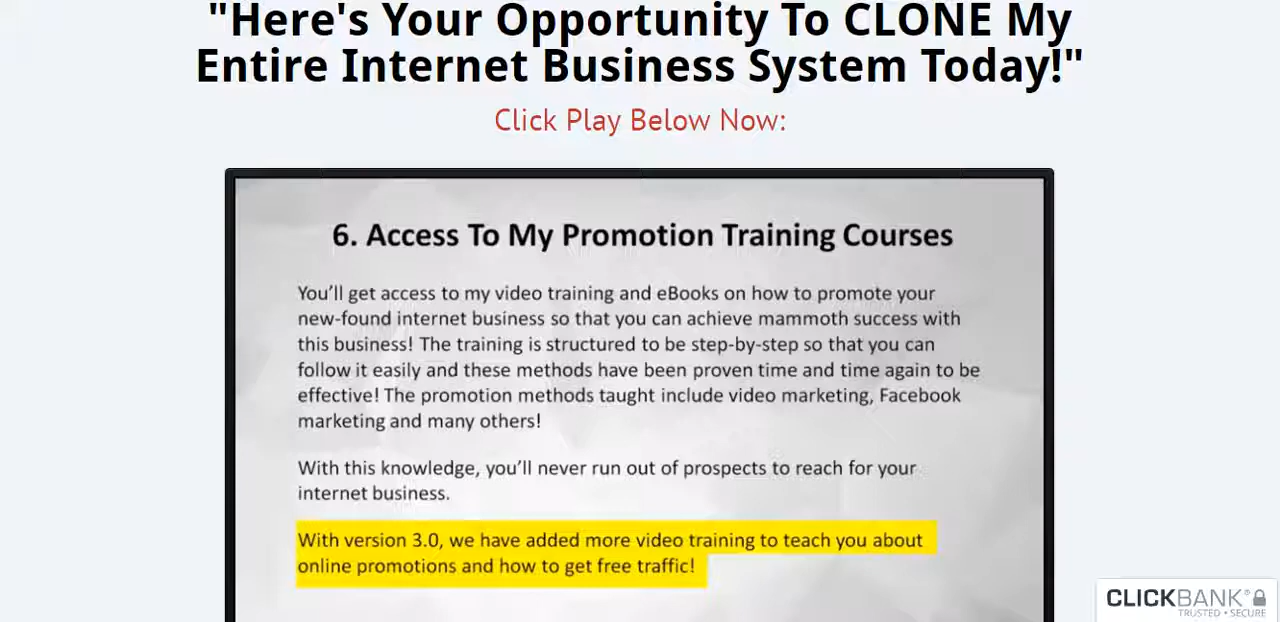 "Here's Your Opportunity To CLONE My
Entire Internet Business System Today!"
Click Play Below Now:
6. Access To My Promotion Training Courses
You'll get access to my video training and eBooks on how to promote your
new-found internet business so that you can achieve mammoth success with
this business! The training is structured to be step-by-step so that you can
follow it easily and these methods have been proven time and time again to be
effective! The promotion methods taught include video marketing, Facebook
marketing and many others!
With this knowledge, you'll never run out of prospects to reach for your
internet business.
With version 3.0, we have added more video training to teach you about
online promotions and how to get free traffic!
CLICKBANK®
TRUSTED • SECURE